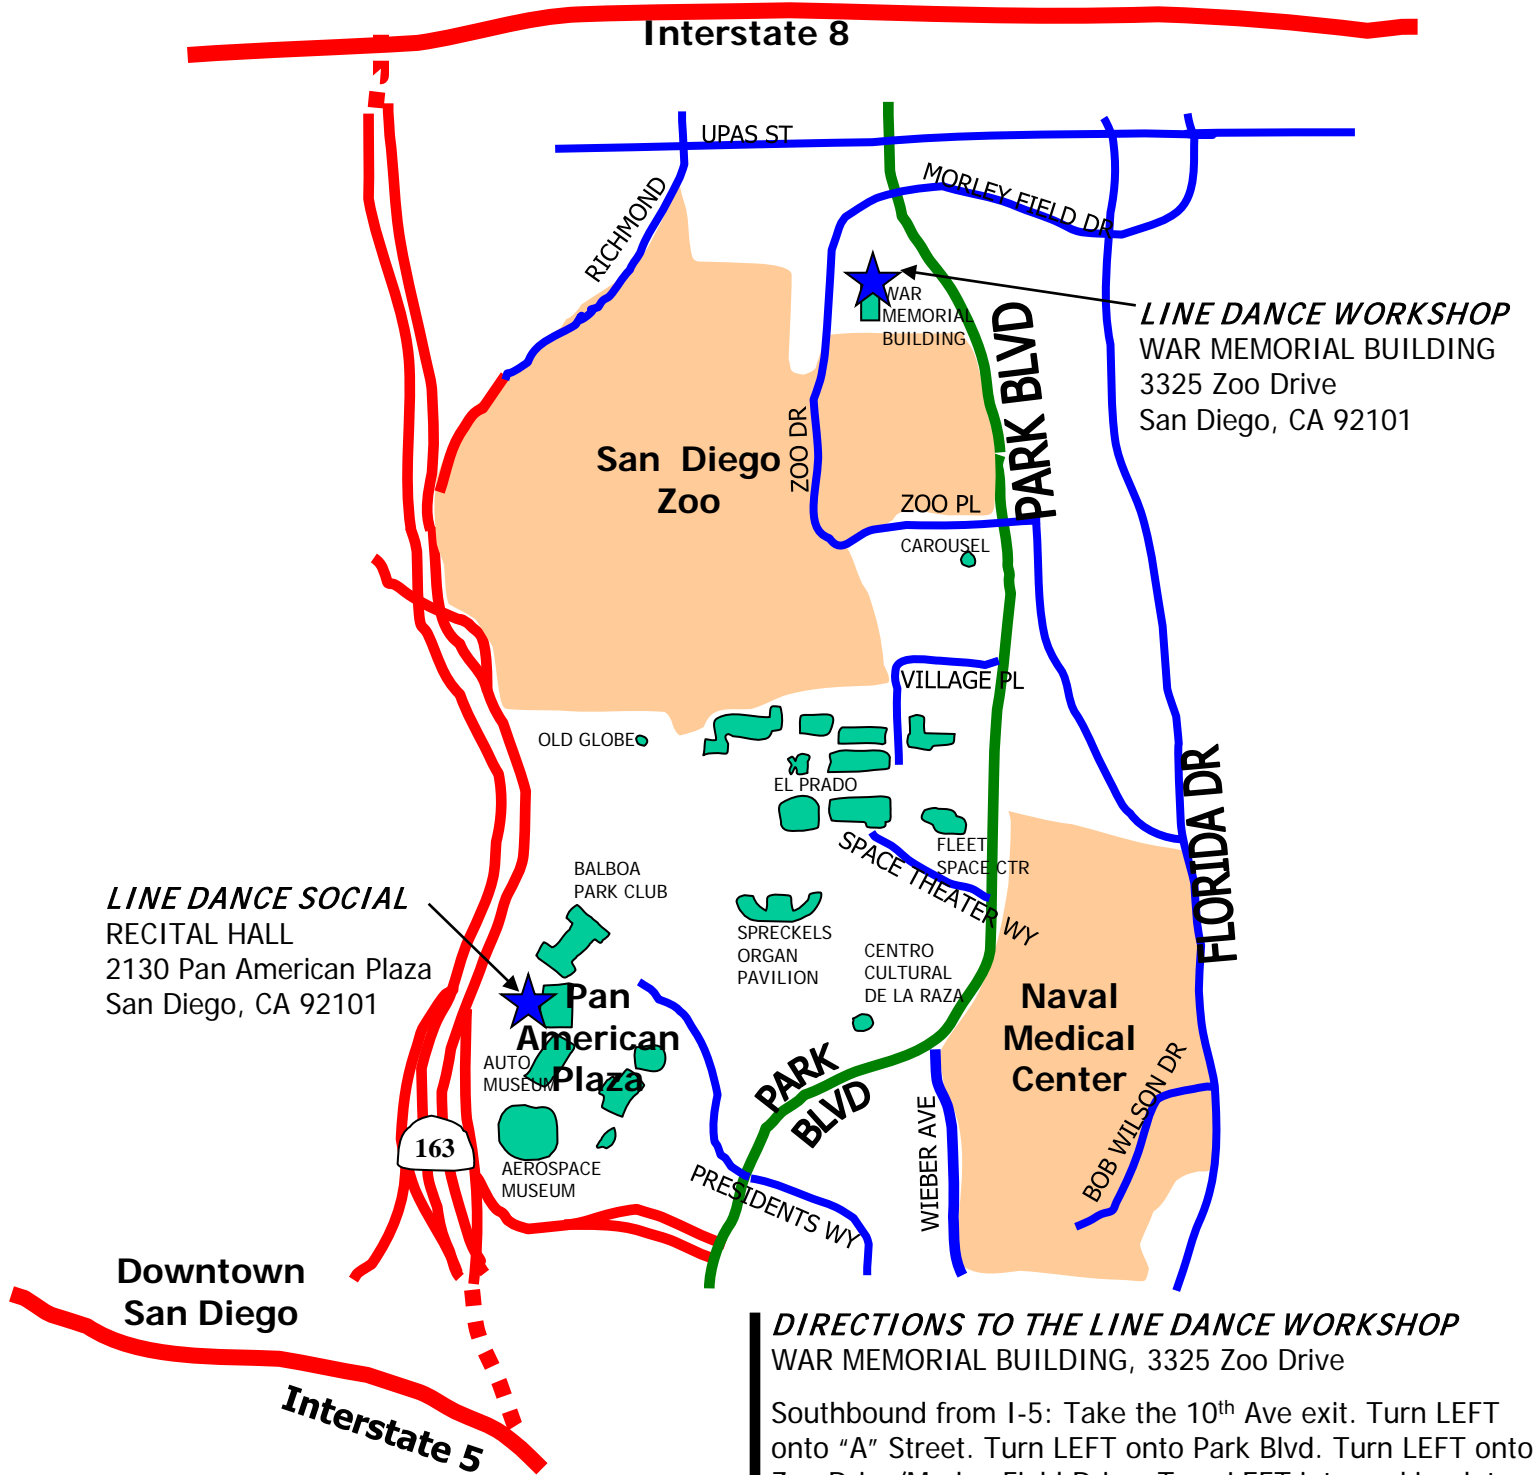 Interstate 8
UPAS ST
MORLEY FIELD DR
RICHMOND
WAR
MEMORIAL
BUILDING
LINE DANCE WORKSHOP
WAR MEMORIAL BUILDING
3325 Zoo Drive
San Diego, CA 92101
PARK BLVD
San Diego
Zoo
ZOO DR
ZOO PL
CAROUSEL
VILLAGE PL
OLD GLOBE
EL PRADO
FLORIDA DR
SPACE THEATER WY
FLEET
SPACE CTR
BALBOA
PARK CLUB
LINE DANCE SOCIAL
RECITAL HALL
2130 Pan American Plaza
San Diego, CA 92101
SPRECKELS
ORGAN
PAVILION
CENTRO
CULTURAL
DE LA RAZA
Pan
American
Plaza
Naval
Medical
Center
AUTO
MUSEUM
PARK
BLVD
BOB WILSON DR
WIEBER AVE
163
AEROSPACE
MUSEUM
PRESIDENTS WY
Downtown
San Diego
Interstate 5
DIRECTIONS TO THE LINE DANCE WORKSHOP
WAR MEMORIAL BUILDING, 3325 Zoo Drive
Southbound from I-5: Take the 10th Ave exit. Turn LEFT
onto “A” Street. Turn LEFT onto Park Blvd. Turn LEFT onto